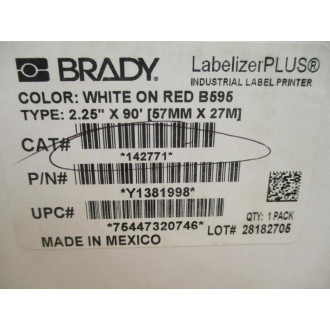 BRADY. LabelizerPLUS®
INDUSTRIAL LABEL PRINTER
COLOR: WHITE ON RED B595
TYPE: 2.25" X 90' [57MM X 27M]
CAT#
*142771*
P/N#
*Y1381998*
UPC#
*75447320746*
QTY: 1 PACK
MADE IN MEXICO
LOT# 28182705